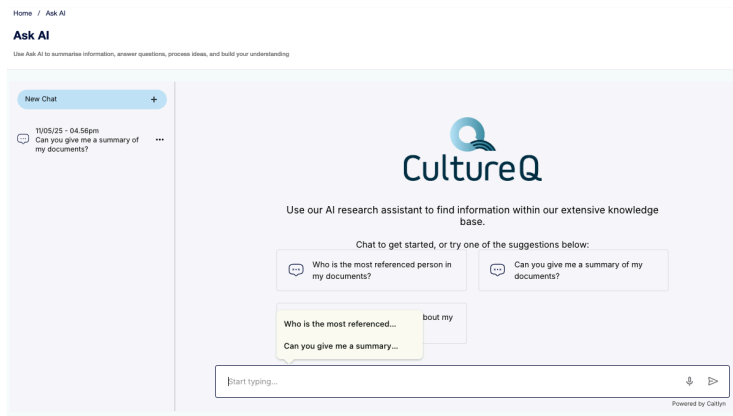 Home / Ask AI
Ask AI
Use Ask AI to summarise information, answer questions, process ideas, and build your understanding
New Chat +
11/05/25 - 04.56pm
Can you give me a summary of
my documents?
CultureQ
Use our AI research assistant to find information within our extensive knowledge
base.
Chat to get started, or try one of the suggestions below:
Who is the most referenced person in
my documents?
Can you give me a summary of my
documents?
bout my
Who is the most referenced...
Can you give me a summary...
Start typing...
Powered by Caitlyn